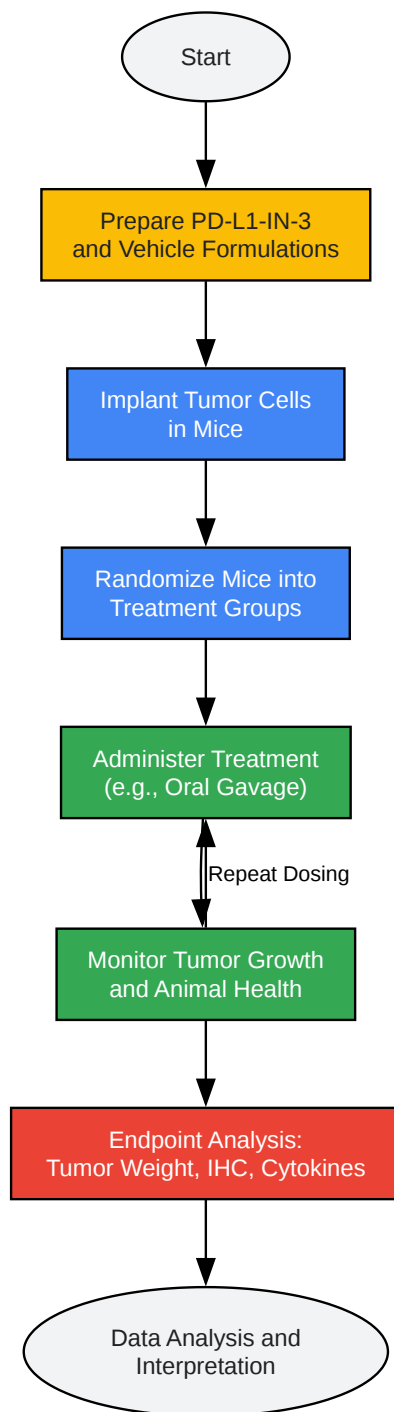 Start
Prepare PD-L1-IN-3
and Vehicle Formulations
Implant Tumor Cells
in Mice
Randomize Mice into
Treatment Groups
Administer Treatment
(e.g., Oral Gavage)
Repeat Dosing
Monitor Tumor Growth
and Animal Health
Endpoint Analysis:
Tumor Weight, IHC, Cytokines
Data Analysis and
Interpretation